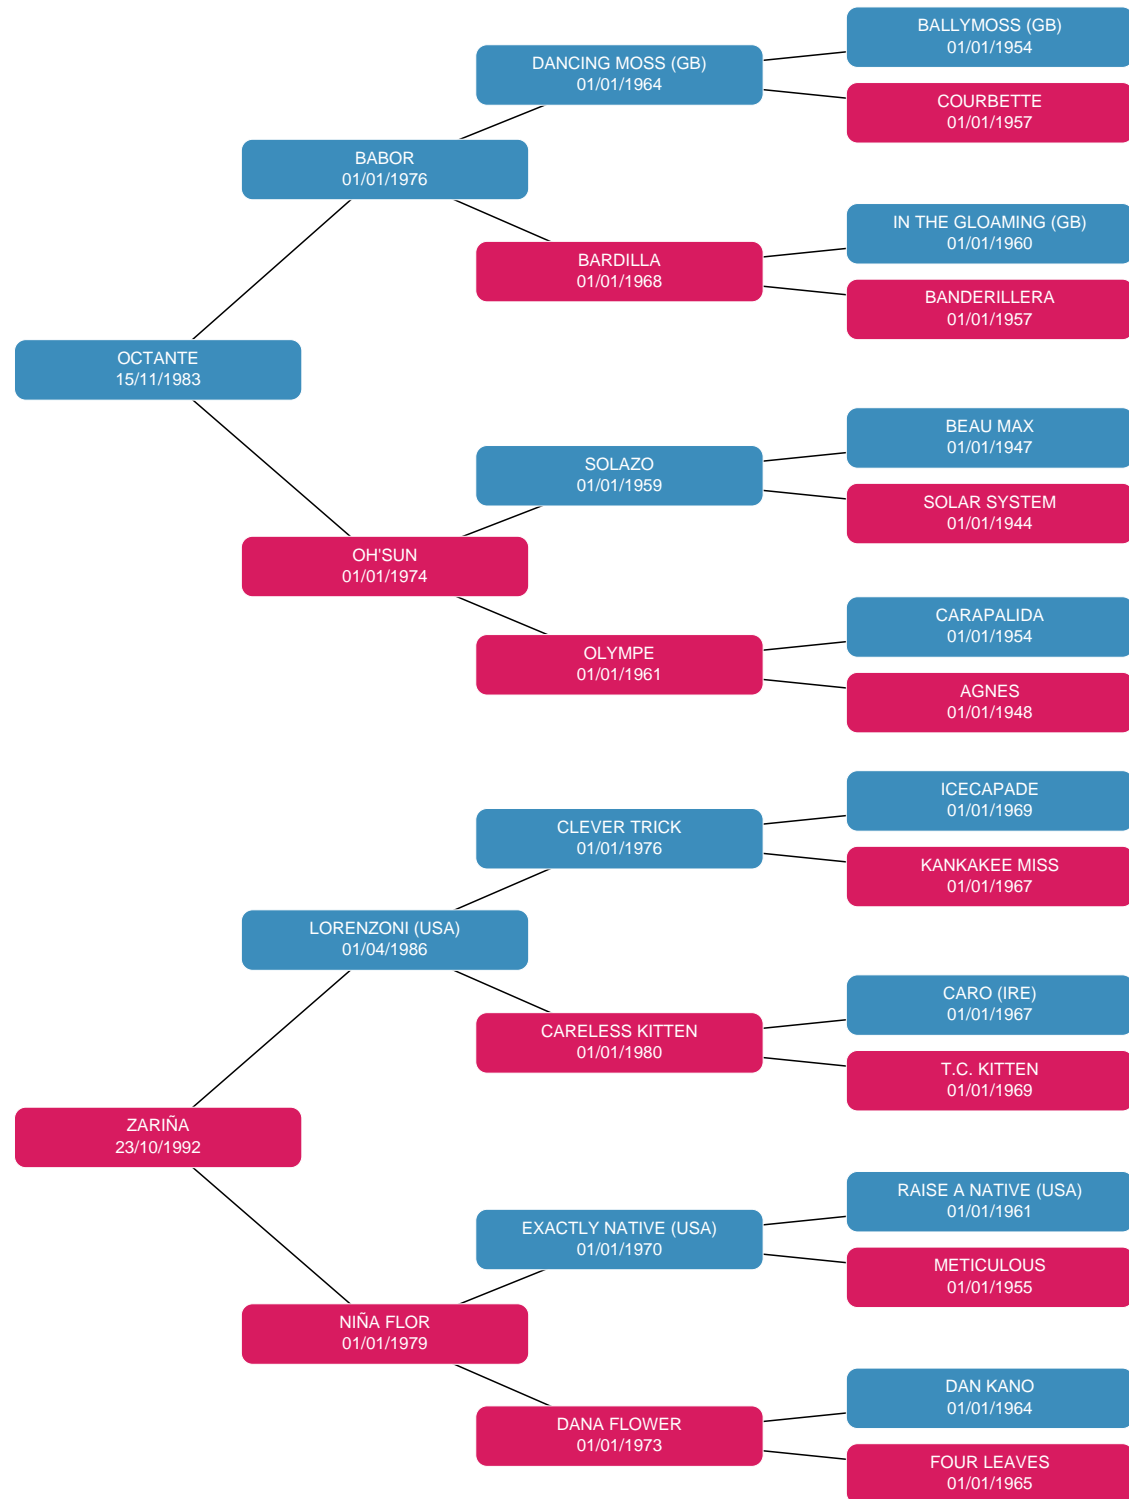 BALLYMOSS (GB)
01/01/1954
DANCING MOSS (GB)
01/01/1964
COURBETTE
01/01/1957
BABOR
01/01/1976
IN THE GLOAMING (GB)
01/01/1960
BARDILLA
01/01/1968
BANDERILLERA
01/01/1957
OCTANTE
15/11/1983
BEAU MAX
01/01/1947
SOLAZO
01/01/1959
SOLAR SYSTEM
01/01/1944
OH'SUN
01/01/1974
CARAPALIDA
01/01/1954
OLYMPE
01/01/1961
AGNES
01/01/1948
ICECAPADE
01/01/1969
CLEVER TRICK
01/01/1976
KANKAKEE MISS
01/01/1967
LORENZONI (USA)
01/04/1986
CARO (IRE)
01/01/1967
CARELESS KITTEN
01/01/1980
T.C. KITTEN
01/01/1969
ZARIÑA
23/10/1992
RAISE A NATIVE (USA)
01/01/1961
EXACTLY NATIVE (USA)
01/01/1970
METICULOUS
01/01/1955
NIÑA FLOR
01/01/1979
DAN KANO
01/01/1964
DANA FLOWER
01/01/1973
FOUR LEAVES
01/01/1965